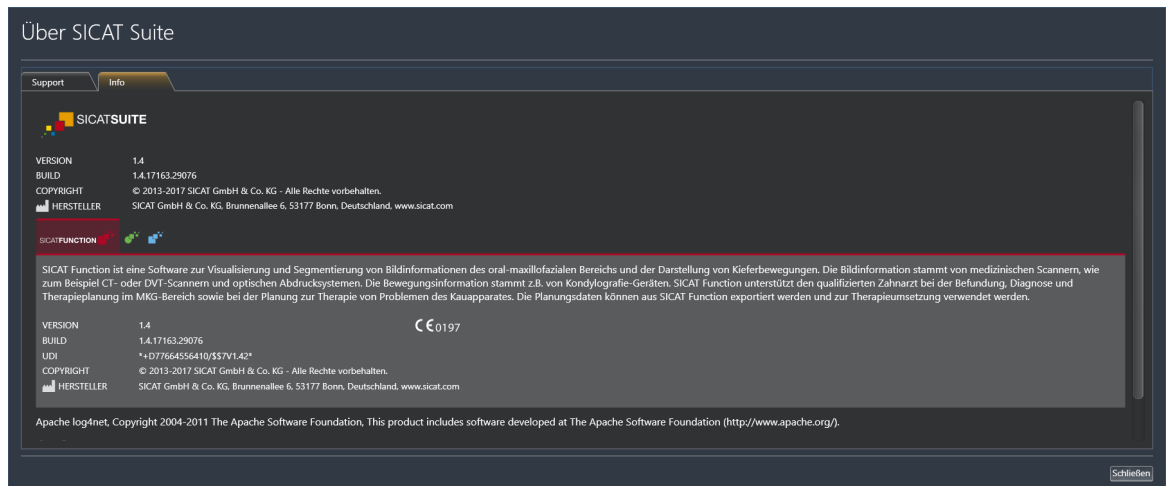 Über SICAT Suite
Support
Info
SICATSUITE
VERSION 1.4
BUILD 1.4.17163.29076
COPYRIGHT © 2013-2017 SICAT GmbH & Co. KG - Alle Rechte vorbehalten.
HERSTELLER SICAT GmbH & Co. KG, Brunnenallee 6, 53177 Bonn, Deutschland, www.sicat.com
SICATFUNCTION
SICAT Function ist eine Software zur Visualisierung und Segmentierung von Bildinformationen des oral-maxillofazialen Bereichs und der Darstellung von Kieferbewegungen. Die Bildinformation stammt von medizinischen Scannern, wie
zum Beispiel CT- oder DVT-Scannern und optischen Abdrucksystemen. Die Bewegungsinformation stammt z.B. von Kondylografie-Geräten. SICAT Function unterstützt den qualifizierten Zahnarzt bei der Befundung, Diagnose und
Therapieplanung im MKG-Bereich sowie bei der Planung zur Therapie von Problemen des Kauapparates. Die Planungsdaten können aus SICAT Function exportiert werden und zur Therapieumsetzung verwendet werden.
VERSION 1.4 CE0197
BUILD 1.4.17163.29076
UDI *+D77664556410/$$7V1.42*
COPYRIGHT © 2013-2017 SICAT GmbH & Co. KG - Alle Rechte vorbehalten.
HERSTELLER SICAT GmbH & Co. KG, Brunnenallee 6, 53177 Bonn, Deutschland, www.sicat.com
Apache log4net, Copyright 2004-2011 The Apache Software Foundation, This product includes software developed at The Apache Software Foundation (http://www.apache.org/).
Schließen